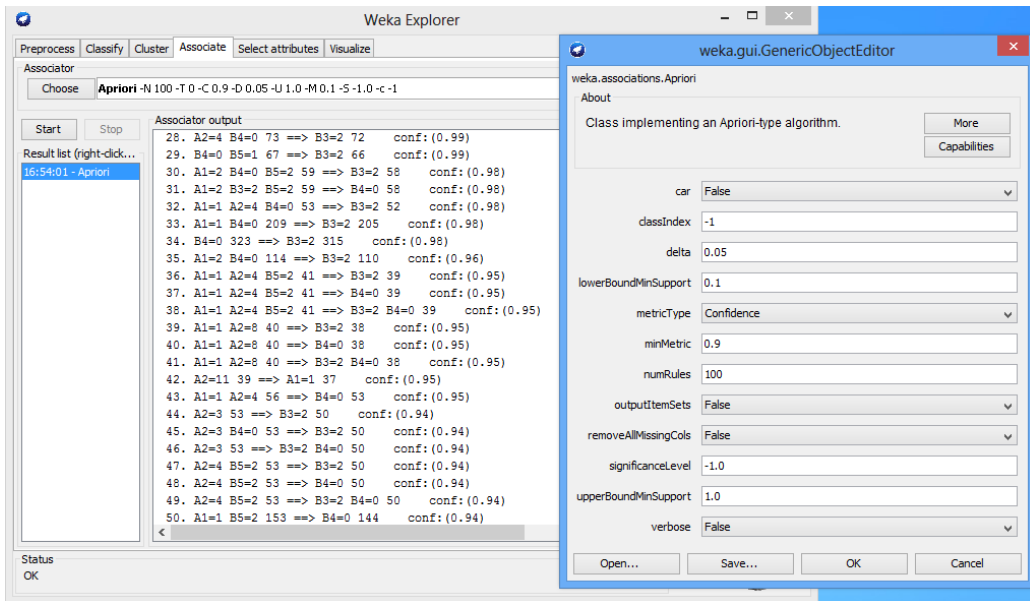 Weka Explorer
Preprocess Classify Cluster Associate Select attributes Visualize
Associator
Choose Apriori -N 100 -T 0 -C 0.9 -D 0.05 -U 1.0 -M 0.1 -S -1.0 -c -1
Start Stop
Result list (right-click...
16:54:01 - Apriori
Associator output
28. A2=4 B4=0 73 ==> B3=2 72 conf:(0.99)
29. B4=0 B5=1 67 ==> B3=2 66 conf:(0.99)
30. A1=2 B4=0 B5=2 59 ==> B3=2 58 conf:(0.98)
31. A1=2 B3=2 B5=2 59 ==> B4=0 58 conf:(0.98)
32. A1=1 A2=4 B4=0 53 ==> B3=2 52 conf:(0.98)
33. A1=1 B4=0 209 ==> B3=2 205 conf:(0.98)
34. B4=0 323 ==> B3=2 315 conf:(0.98)
35. A1=2 B4=0 114 ==> B3=2 110 conf:(0.96)
36. A1=1 A2=4 B5=2 41 ==> B3=2 39 conf:(0.95)
37. A1=1 A2=4 B5=2 41 ==> B4=0 39 conf:(0.95)
38. A1=1 A2=4 B5=2 41 ==> B3=2 B4=0 39 conf:(0.95)
39. A1=1 A2=8 40 ==> B3=2 38 conf:(0.95)
40. A1=1 A2=8 40 ==> B4=0 38 conf:(0.95)
41. A1=1 A2=8 40 ==> B3=2 B4=0 38 conf:(0.95)
42. A2=11 39 ==> A1=1 37 conf:(0.95)
43. A1=1 A2=4 56 ==> B4=0 53 conf:(0.95)
44. A2=3 53 ==> B3=2 50 conf:(0.94)
45. A2=3 B4=0 53 ==> B3=2 50 conf:(0.94)
46. A2=3 53 ==> B3=2 B4=0 50 conf:(0.94)
47. A2=4 B5=2 53 ==> B3=2 50 conf:(0.94)
48. A2=4 B5=2 53 ==> B4=0 50 conf:(0.94)
49. A2=4 B5=2 53 ==> B3=2 B4=0 50 conf:(0.94)
50. A1=1 B5=2 153 ==> B4=0 144 conf:(0.94)
Status
OK
weka.gui.GenericObjectEditor
weka.associations.Apriori
About
Class implementing an Apriori-type algorithm.
More
Capabilities
car False
classIndex -1
delta 0.05
lowerBoundMinSupport 0.1
metricType Confidence
minMetric 0.9
numRules 100
outputItemSets False
removeAllMissingCols False
significanceLevel -1.0
upperBoundMinSupport 1.0
verbose False
Open... Save... OK Cancel